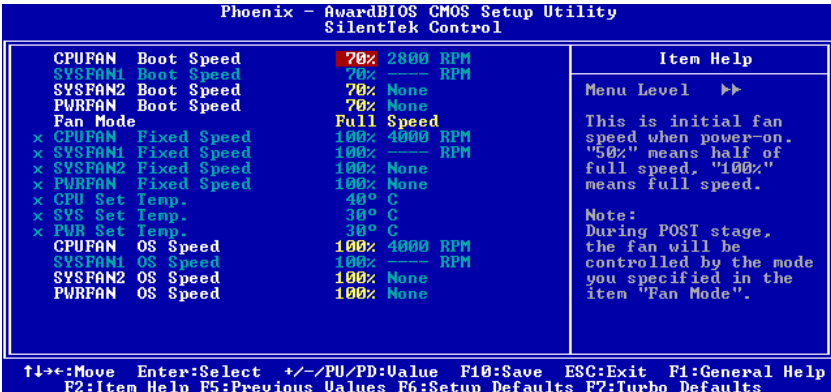 Phoenix - AwardBIOS CMOS Setup Utility
SilentTek Control
CPUFAN Boot Speed 70% 2800 RPM
SYSFAN1 Boot Speed 70% ---- RPM
SYSFAN2 Boot Speed 70% None
PWRFAN Boot Speed 70% None
Fan Mode Full Speed
x CPUFAN Fixed Speed 100% 4000 RPM
x SYSFAN1 Fixed Speed 100% ---- RPM
x SYSFAN2 Fixed Speed 100% None
x PWRFAN Fixed Speed 100% None
x CPU Set Temp. 40° C
x SYS Set Temp. 30° C
x PWR Set Temp. 30° C
CPUFAN OS Speed 100% 4000 RPM
SYSFAN1 OS Speed 100% ---- RPM
SYSFAN2 OS Speed 100% None
PWRFAN OS Speed 100% None
Item Help
Menu Level ►►
This is initial fan
speed when power-on.
"50%" means half of
full speed, "100%"
means full speed.
Note:
During POST stage,
the fan will be
controlled by the mode
you specified in the
item "Fan Mode".
↑↓→←:Move Enter:Select +/-/PU/PD:Value F10:Save ESC:Exit F1:General Help
F2:Item Help F5:Previous Values F6:Setup Defaults F7:Turbo Defaults